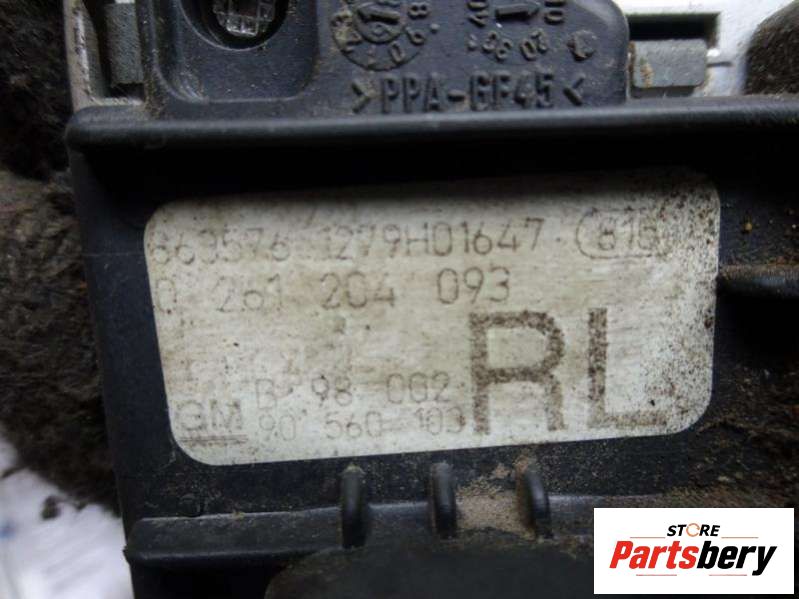 >PPA-GF45<
1279H01647
0 261 204 093
RL
B 98 002
GM
90 560 103
STORE
Partsbery